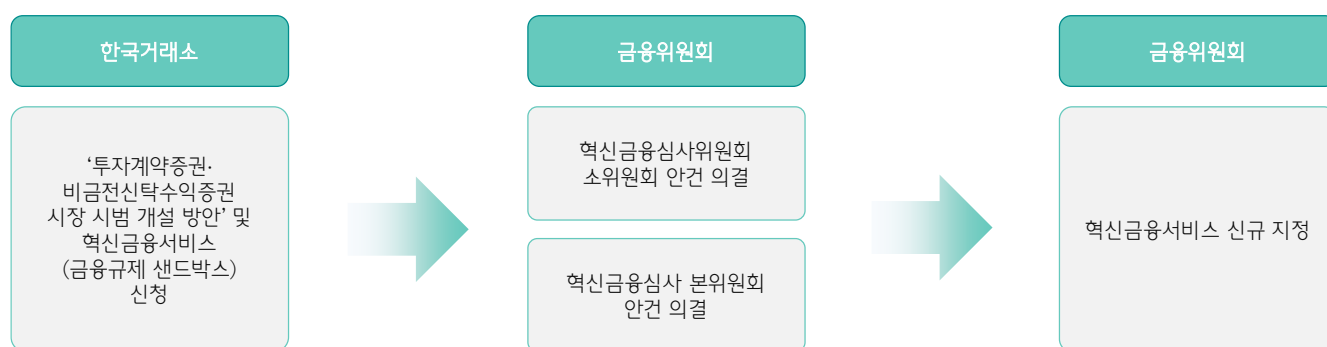 한국거래소
‘투자계약증권·
비금전신탁수익증권
시장 시범 개설 방안’ 및
혁신금융서비스
(금융규제 샌드박스)
신청
금융위원회
혁신금융심사위원회
소위원회 안건 의결
혁신금융심사 본위원회
안건 의결
금융위원회
혁신금융서비스 신규 지정